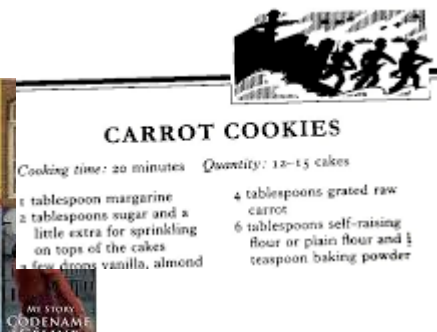 CARROT COOKIES
Cooking time: 20 minutes Quantity: 12–15 cakes
1 tablespoon margarine
2 tablespoons sugar and a
little extra for sprinkling
on tops of the cakes
few drops vanilla, almond
4 tablespoons grated raw
carrot
6 tablespoons self-raising
flour or plain flour and ½
teaspoon baking powder
MY STORY
CODENAME